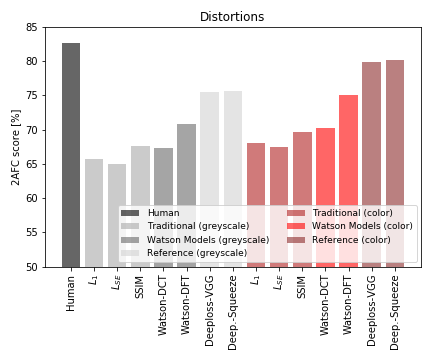 Distortions
2AFC score [%]
85
80
75
70
65
60
55
50
Human
Traditional (greyscale)
Watson Models (greyscale)
Reference (greyscale)
Traditional (color)
Watson Models (color)
Reference (color)
Human
L1
LSE
SSIM
Watson-DCT
Watson-DFT
Deeploss-VGG
Deep.-Squeeze
L1
LSE
SSIM
Watson-DCT
Watson-DFT
Deeploss-VGG
Deep.-Squeeze